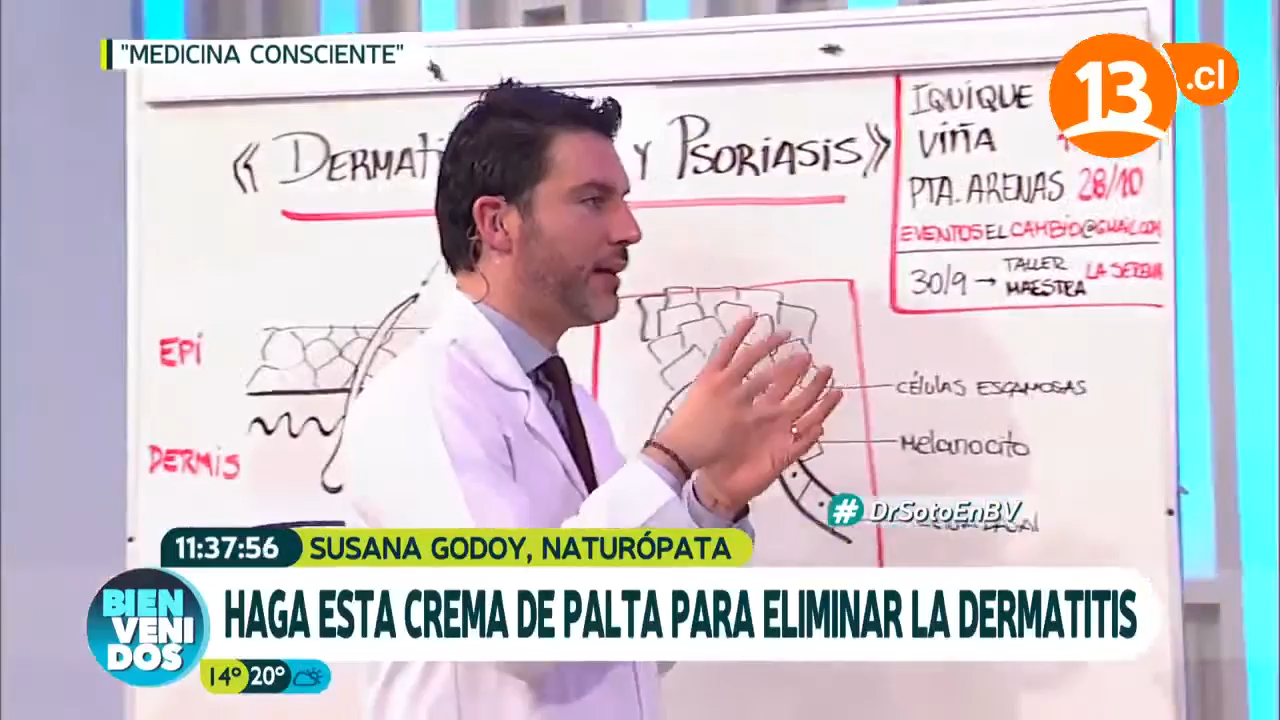 "MEDICINA CONSCIENTE"
13.cl
« DERMATI
Y PSORIASIS »
IQUIQUE
VIÑA
PTA. ARENAS 28/10
EVENTOSELCAMBIO@GMAIL.COM
30/9 → TALLER MAESTRA LA SERENA
EPI
DERMIS
CÉLULAS ESCAMOSAS
MELANOCITO
# DrSotoEnBV
11:37:56
SUSANA GODOY, NATURÓPATA
BIEN
VENI
DOS
HAGA ESTA CREMA DE PALTA PARA ELIMINAR LA DERMATITIS
14° 20°